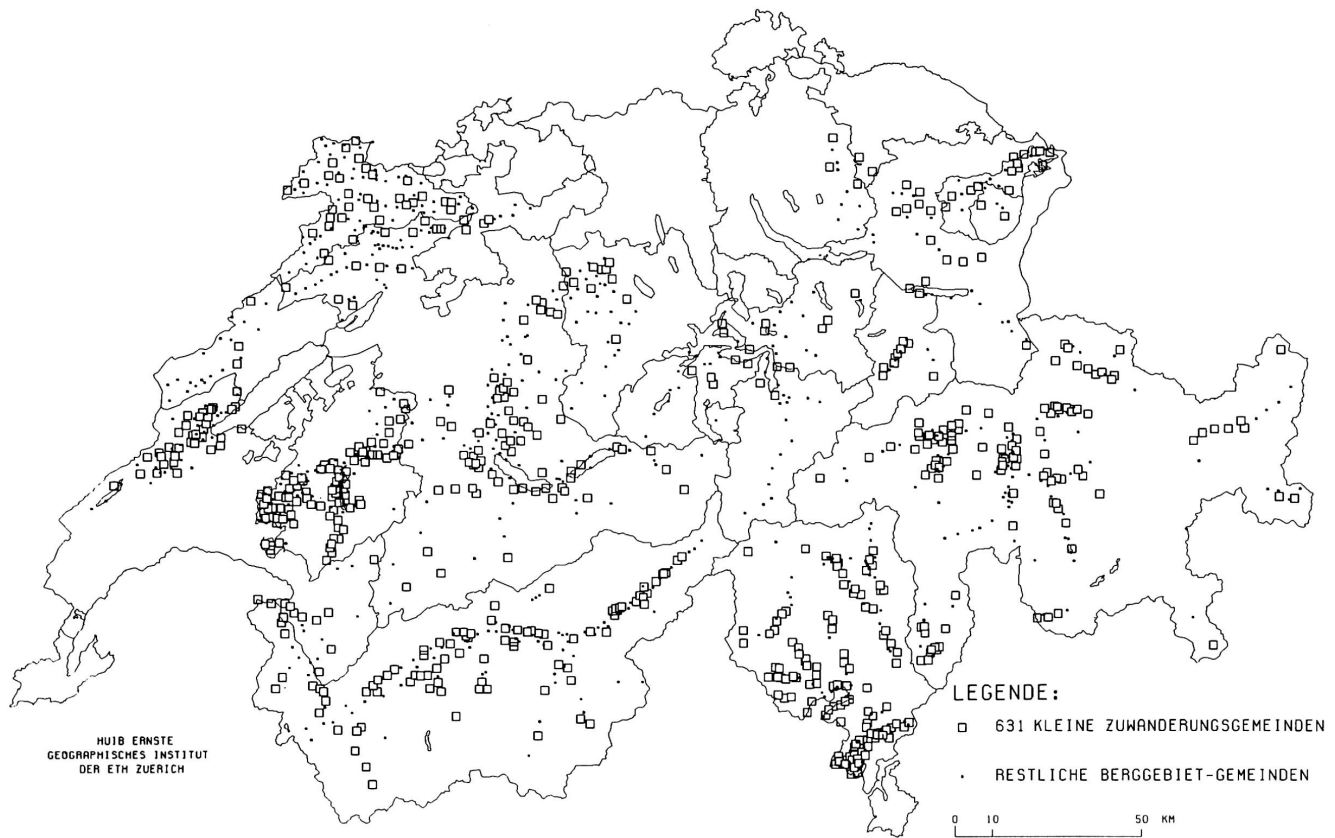 HUIB ERNSTE
GEOGRAPHISCHES INSTITUT
DER ETH ZUERICH
LEGENDE:
631 KLEINE ZUWANDERUNGSGEMEINDEN
RESTLICHE BERGGEBIET-GEMEINDEN
0 10 50 KM